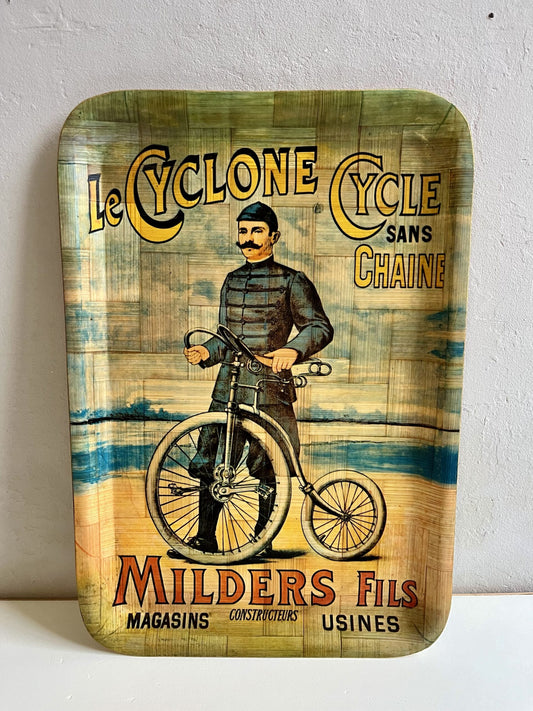 Le CYCLONE CYCLE
SANS
CHAINE
MILDERS FILS
MAGASINS CONSTRUCTEURS USINES